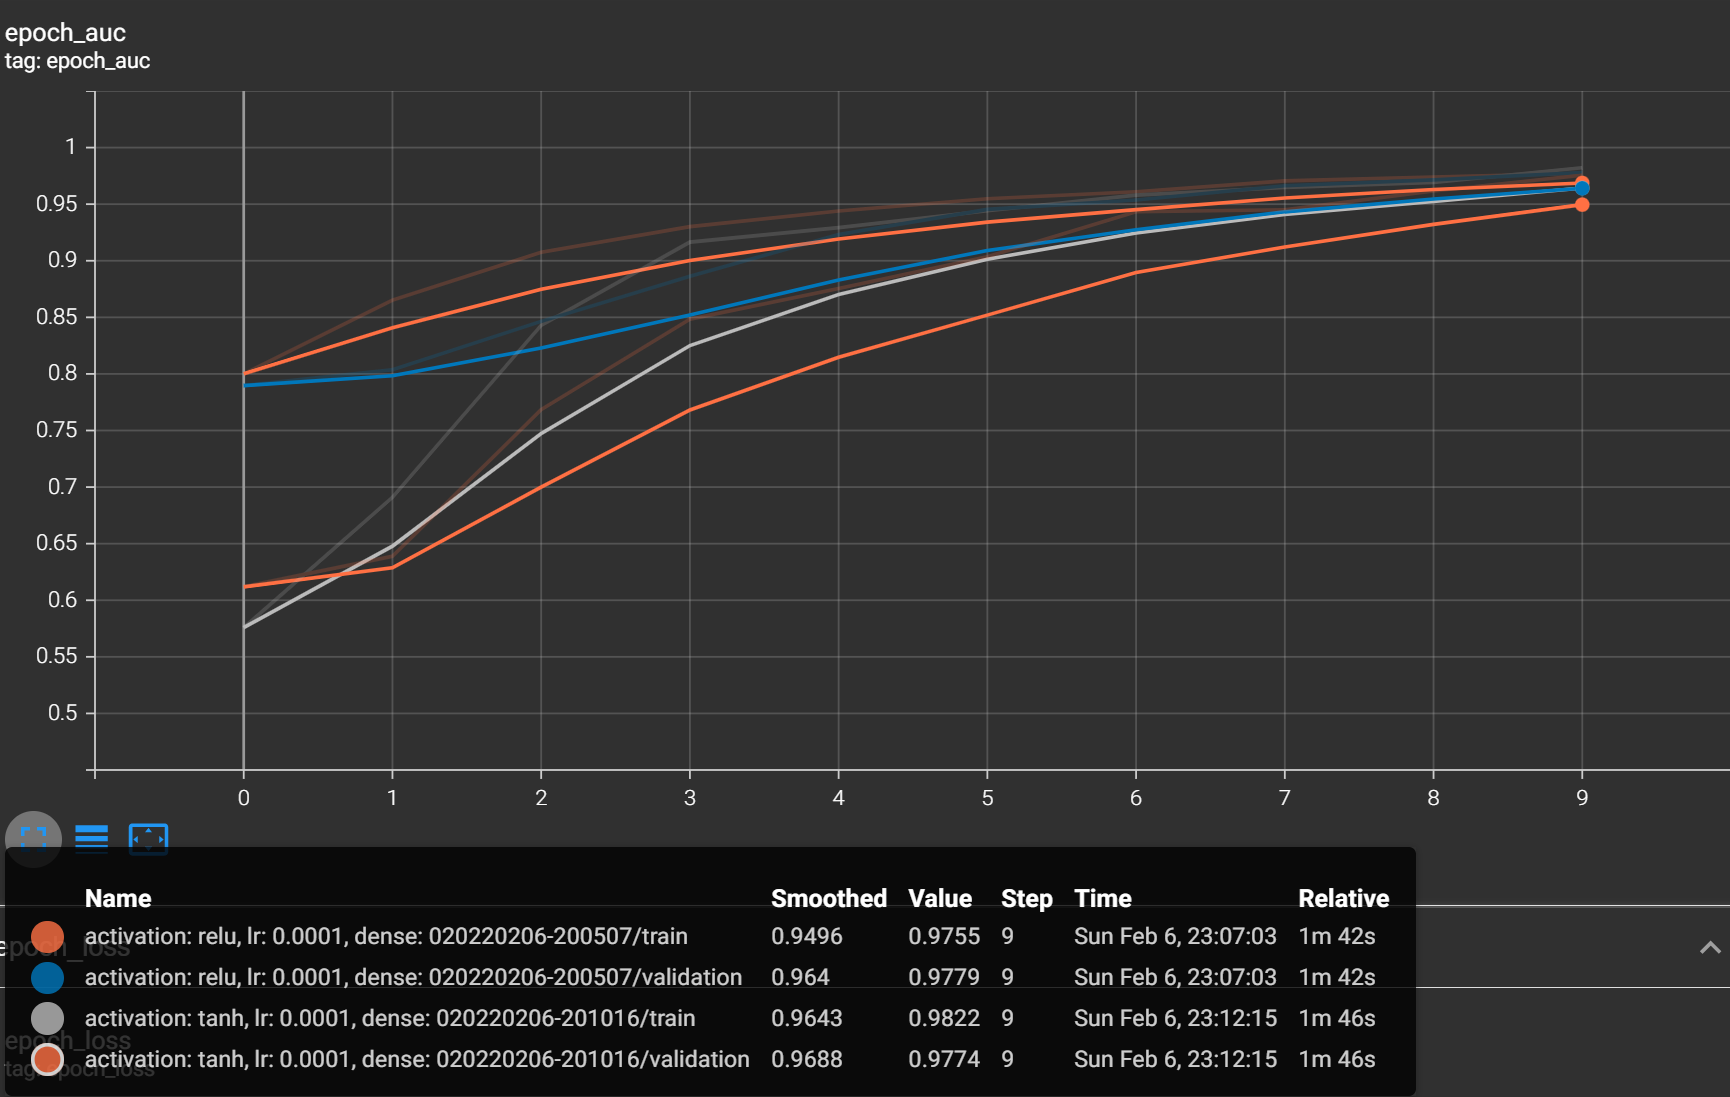 epoch_auc
tag: epoch_auc
1
0.95
0.9
0.85
0.8
0.75
0.7
0.65
0.6
0.55
0.5
0 1 2 3 4 5 6 7 8 9
Name Smoothed Value Step Time Relative
activation: relu, lr: 0.0001, dense: 020220206-200507/train 0.9496 0.9755 9 Sun Feb 6, 23:07:03 1m 42s
epoch_loss
activation: relu, lr: 0.0001, dense: 020220206-200507/validation 0.964 0.9779 9 Sun Feb 6, 23:07:03 1m 42s
activation: tanh, lr: 0.0001, dense: 020220206-201016/train 0.9643 0.9822 9 Sun Feb 6, 23:12:15 1m 46s
epoch_loss
activation: tanh, lr: 0.0001, dense: 020220206-201016/validation 0.9688 0.9774 9 Sun Feb 6, 23:12:15 1m 46s
tag: epoch_loss